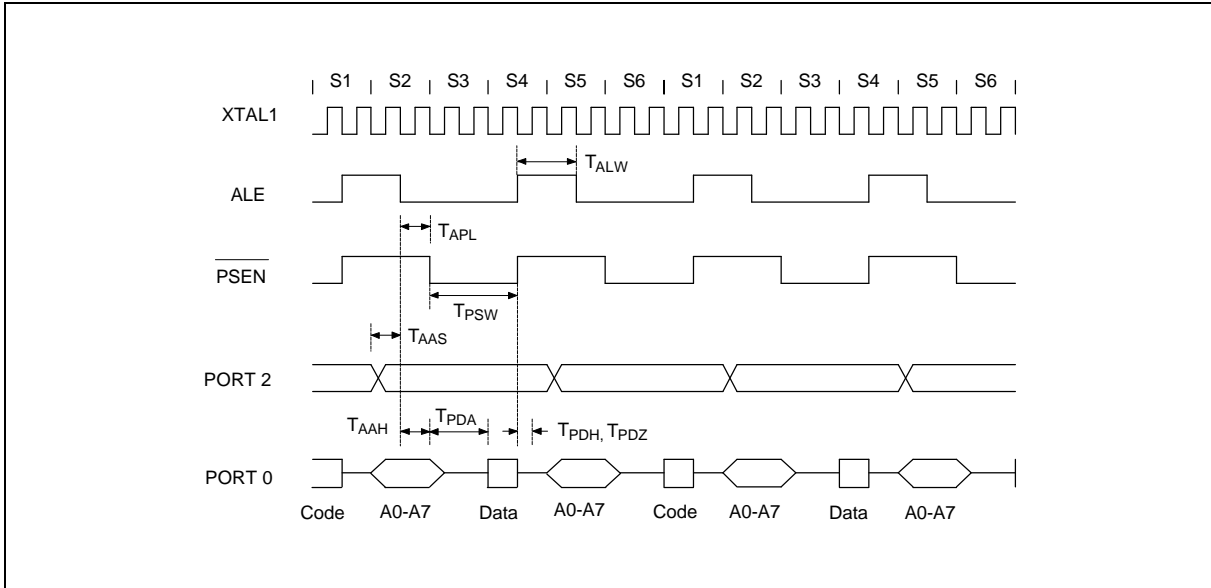 S1 S2 S3 S4 S5 S6 S1 S2 S3 S4 S5 S6
XTAL1
TALW
ALE
TAPL
PSEN
TPSW
TAAS
PORT 2
TAAH TPDA TPDH, TPDZ
PORT 0
Code A0-A7 Data A0-A7 Code A0-A7 Data A0-A7